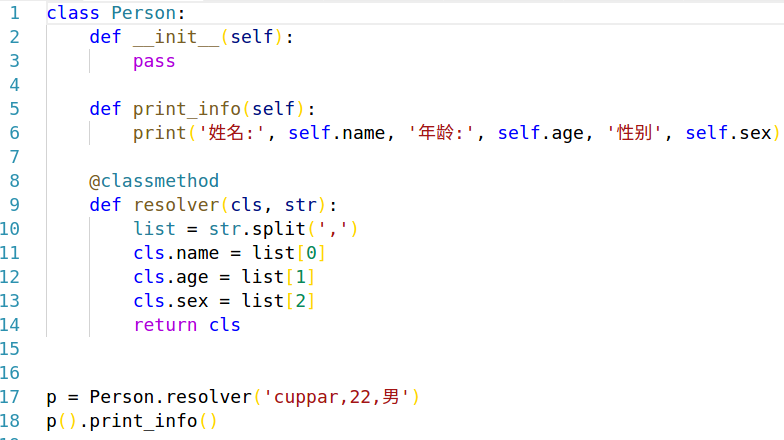 1 class Person:
2     def __init__(self):
3         pass
4
5     def print_info(self):
6         print('姓名:', self.name, '年龄:', self.age, '性别', self.sex)
7
8     @classmethod
9     def resolver(cls, str):
10         list = str.split(',')
11         cls.name = list[0]
12         cls.age = list[1]
13         cls.sex = list[2]
14         return cls
15
16
17 p = Person.resolver('cuppar,22,男')
18 p().print_info()